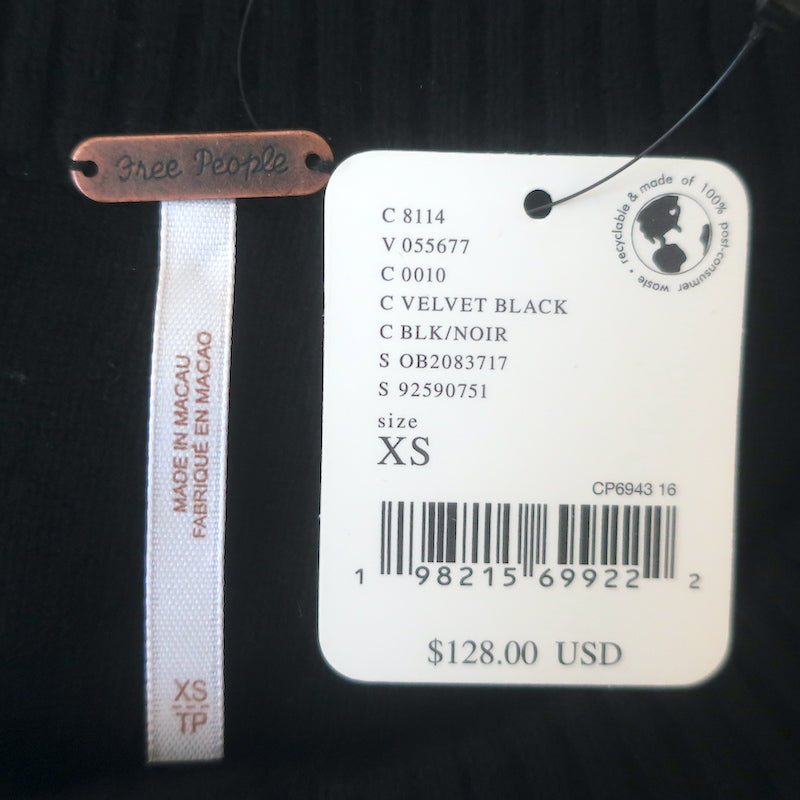 Free People
MADE IN MACAU
FABRIQUÉ EN MACAO
XS
TP
C 8114
V 055677
C 0010
C VELVET BLACK
C BLK/NOIR
S OB2083717
S 92590751
size
XS
CP6943 16
1 98215 69922 2
$128.00 USD
recyclable & made of 100% post-consumer waste •